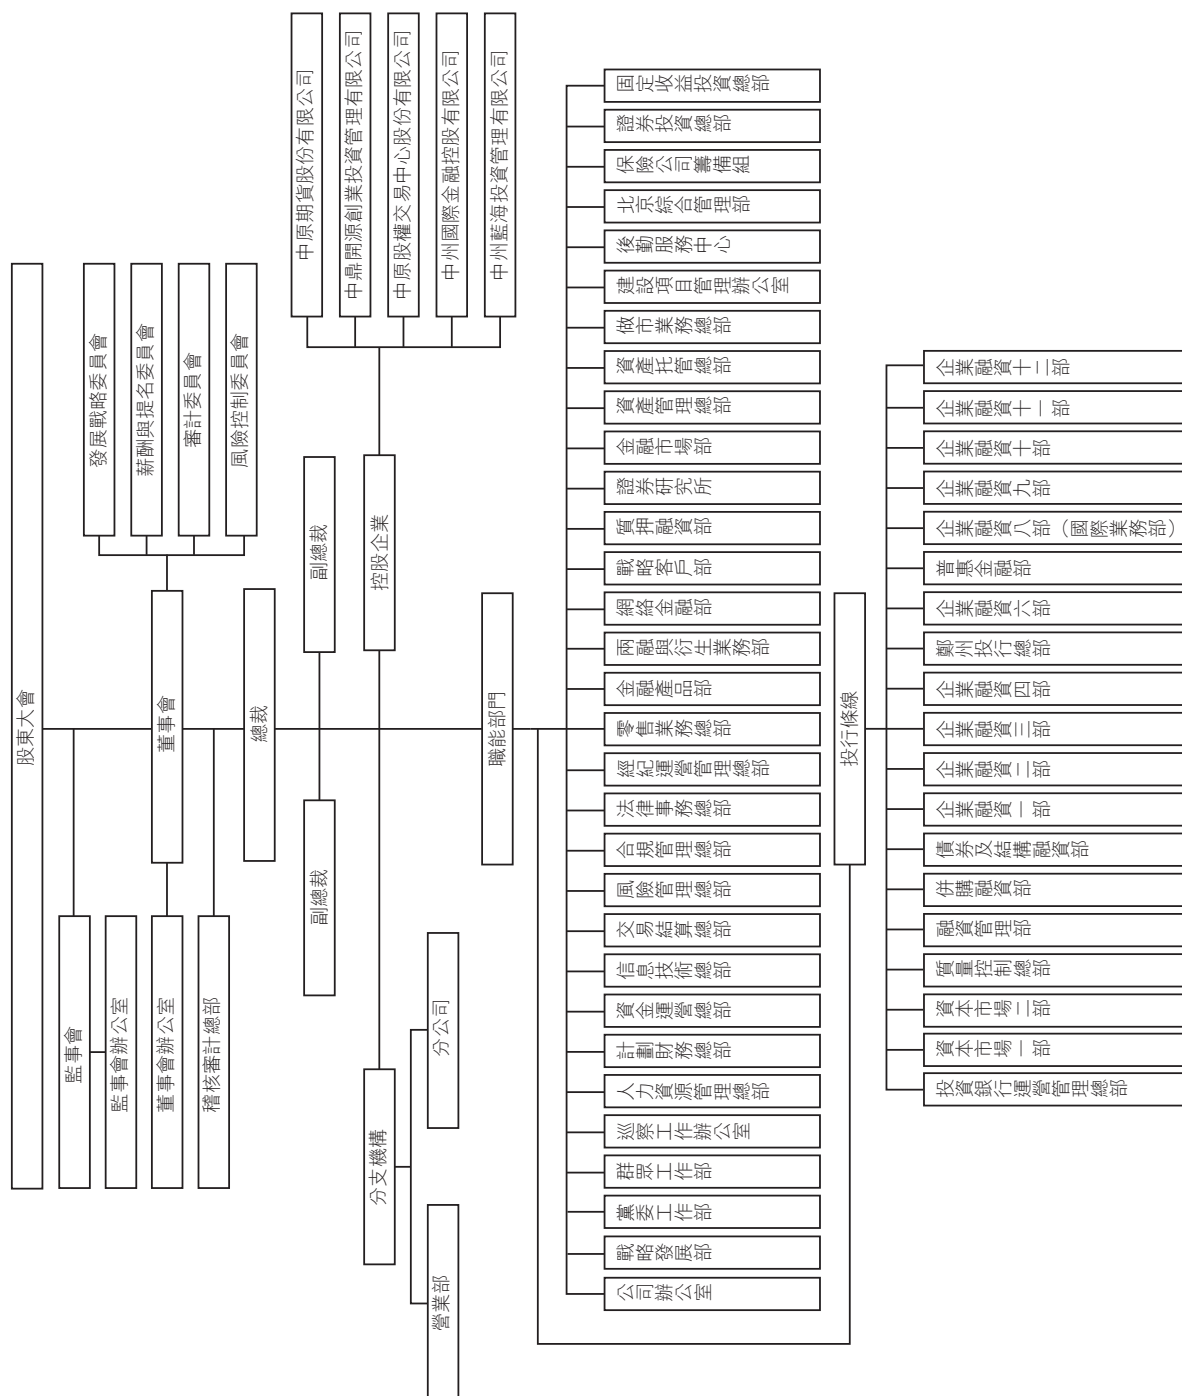 股東大會
監事會
監事會辦公室
董事會
董事會辦公室
稽核審計總部
發展戰略委員會
薪酬與提名委員會
審計委員會
風險控制委員會
總裁
副總裁
副總裁
分支機構
營業部
分公司
控股企業
中原期貨股份有限公司
中鼎開源創業投資管理有限公司
中原股權交易中心股份有限公司
中州國際金融控股有限公司
中州藍海投資管理有限公司
職能部門
公司辦公室
戰略發展部
黨委工作部
群眾工作部
巡察工作辦公室
人力資源管理總部
計劃財務總部
資金運營總部
信息技術總部
交易結算總部
風險管理總部
合規管理總部
法律事務總部
經紀運營管理總部
零售業務總部
金融產品部
兩融與衍生業務部
網絡金融部
戰略客戶部
質押融資部
證券研究所
金融市場部
資產管理總部
資產托管總部
做市業務總部
建設項目管理辦公室
後勤服務中心
北京綜合管理部
保險公司籌備組
證券投資總部
固定收益投資總部
投行條線
投資銀行運營管理總部
資本市場一部
資本市場二部
質量控制總部
融資管理部
併購融資部
債券及結構融資部
企業融資一部
企業融資二部
企業融資三部
企業融資四部
鄭州投行總部
企業融資六部
普惠金融部
企業融資八部（國際業務部）
企業融資九部
企業融資十部
企業融資十一部
企業融資十二部